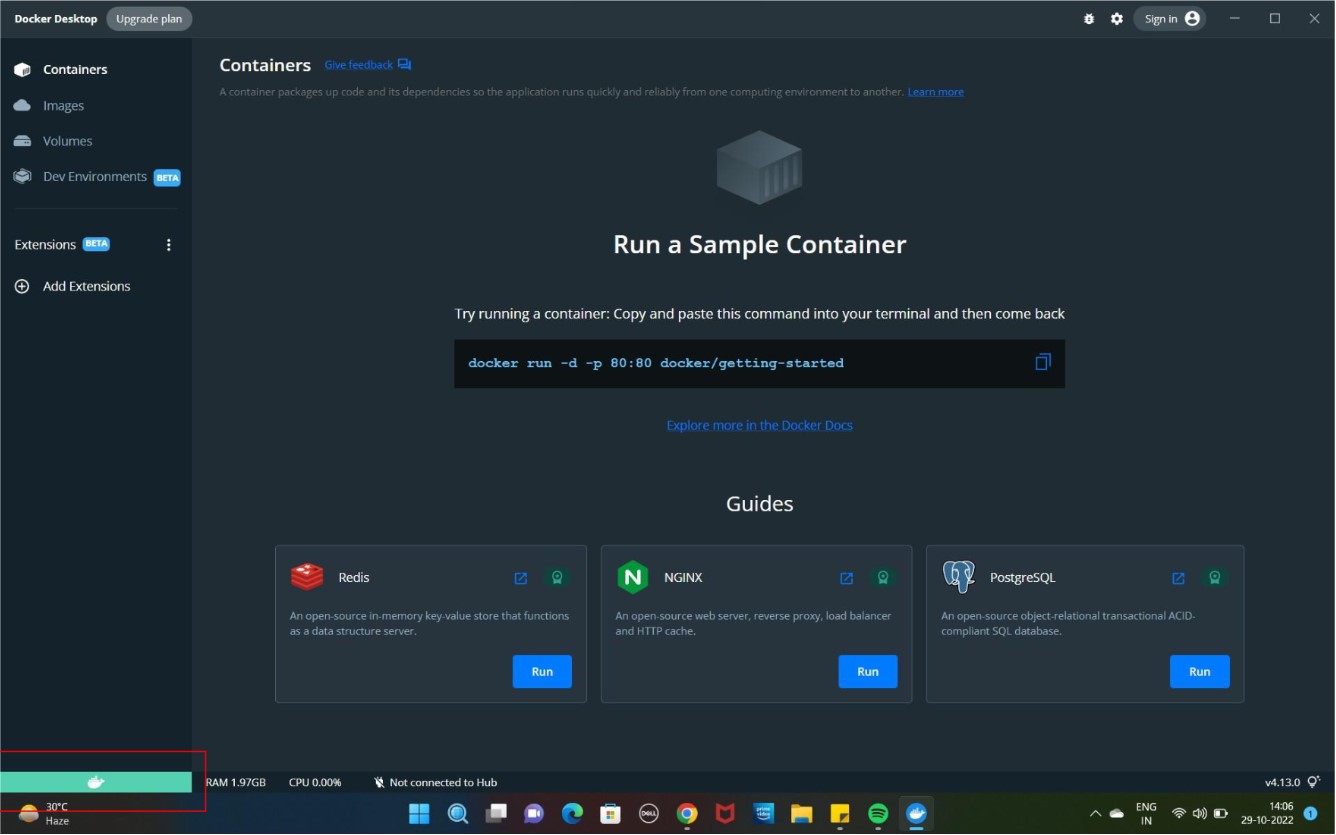 Docker Desktop Upgrade plan Sign in
Containers
Images
Volumes
Dev Environments BETA
Extensions BETA
Add Extensions
Containers Give feedback
A container packages up code and its dependencies so the application runs quickly and reliably from one computing environment to another. Learn more
Run a Sample Container
Try running a container: Copy and paste this command into your terminal and then come back
docker run -d -p 80:80 docker/getting-started
Explore more in the Docker Docs
Guides
Redis
An open-source in-memory key-value store that functions
as a data structure server.
Run
N NGINX
An open-source web server, reverse proxy, load balancer
and HTTP cache.
Run
PostgreSQL
An open-source object-relational transactional ACID-
compliant SQL database.
Run
RAM 1.97GB CPU 0.00% Not connected to Hub v4.13.0
30°C
Haze
DELL
prime video
ENG
IN
14:06
29-10-2022
1